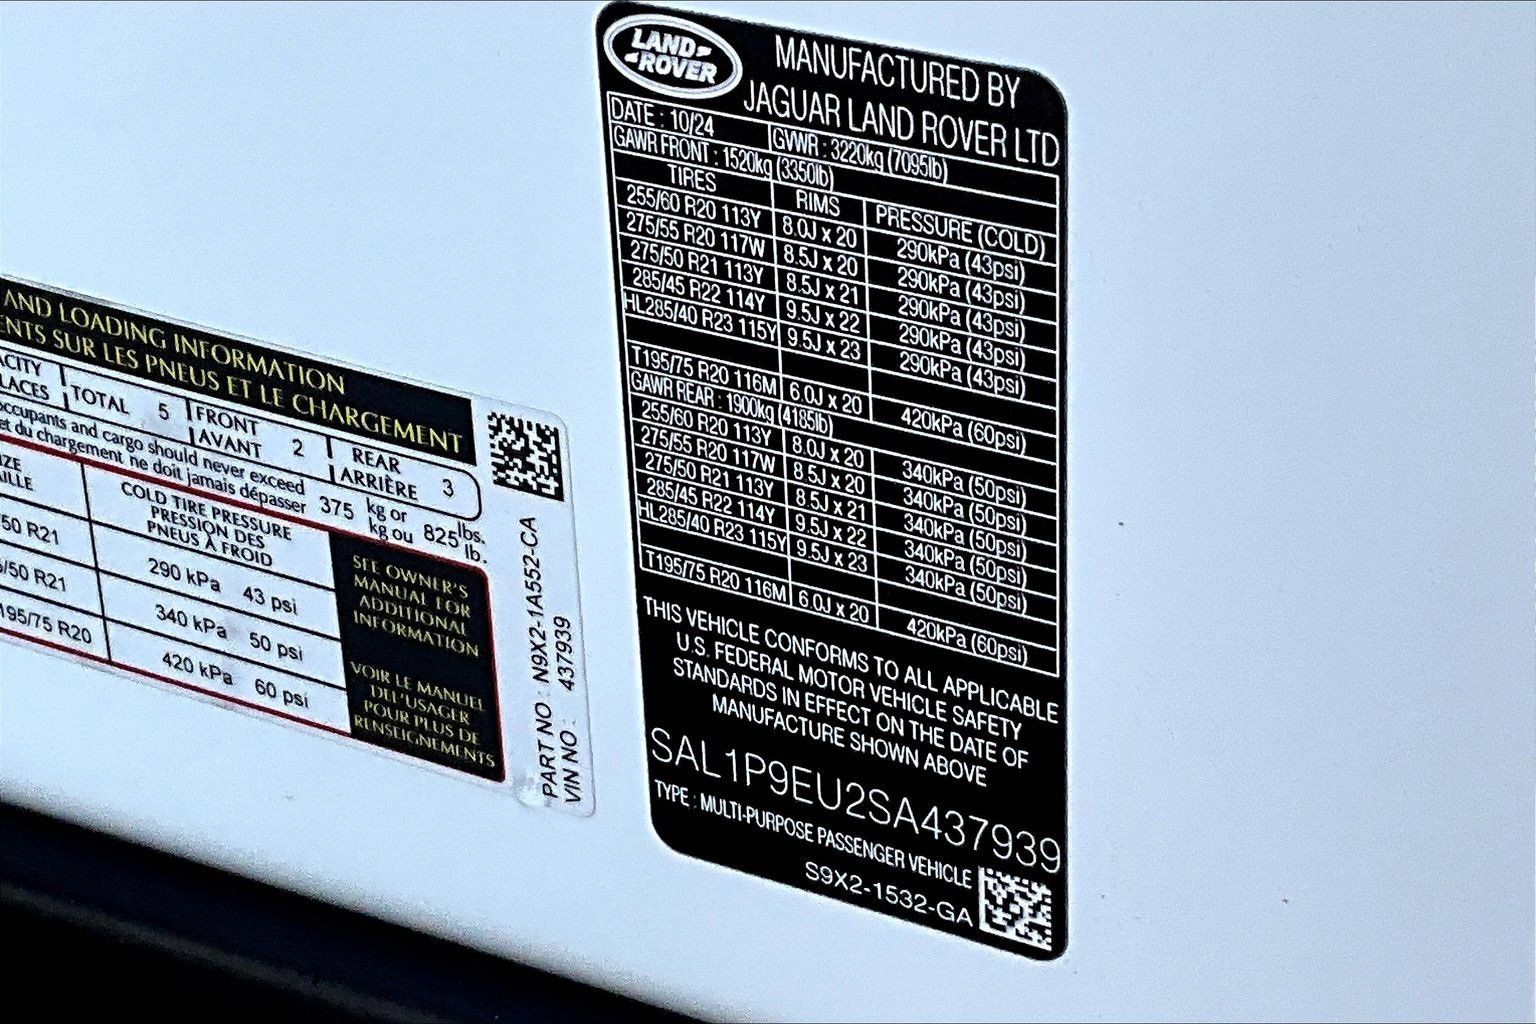 AND LOADING INFORMATION
ENTS SUR LES PNEUS ET LE CHARGEMENT
ACITY TOTAL 5 FRONT 2 REAR 3
LACES AVANT ARRIÈRE
occupants and cargo should never exceed 375 kg or 825 lbs.
et du chargement ne doit jamais dépasser kg ou lb.
IZE COLD TIRE PRESSURE
AILLE PRESSION DES
PNEUS À FROID
50 R21 290 kPa 43 psi
/50 R21 340 kPa 50 psi
195/75 R20 420 kPa 60 psi
SEE OWNER'S
MANUAL FOR
ADDITIONAL
INFORMATION
VOIR LE MANUEL
DEL'USAGER
POUR PLUS DE
RENSEIGNEMENTS
PART NO : N9X2-1A552-CA
VIN NO : 437939
LAND
ROVER
MANUFACTURED BY
JAGUAR LAND ROVER LTD
DATE : 10/24 GVWR : 3220kg (7095lb)
GAWR FRONT : 1520kg (3350lb)
TIRES RIMS PRESSURE (COLD)
255/60 R20 113Y 8.0J x 20 290kPa (43psi)
275/55 R20 117W 8.5J x 20 290kPa (43psi)
275/50 R21 113Y 8.5J x 21 290kPa (43psi)
285/45 R22 114Y 9.5J x 22 290kPa (43psi)
HL285/40 R23 115Y 9.5J x 23 290kPa (43psi)
T195/75 R20 116M 6.0J x 20 420kPa (60psi)
GAWR REAR : 1900kg (4185lb)
255/60 R20 113Y 8.0J x 20 340kPa (50psi)
275/55 R20 117W 8.5J x 20 340kPa (50psi)
275/50 R21 113Y 8.5J x 21 340kPa (50psi)
285/45 R22 114Y 9.5J x 22 340kPa (50psi)
HL285/40 R23 115Y 9.5J x 23 340kPa (50psi)
T195/75 R20 116M 6.0J x 20 420kPa (60psi)
THIS VEHICLE CONFORMS TO ALL APPLICABLE
U.S. FEDERAL MOTOR VEHICLE SAFETY
STANDARDS IN EFFECT ON THE DATE OF
MANUFACTURE SHOWN ABOVE
SAL1P9EU2SA437939
TYPE : MULTI-PURPOSE PASSENGER VEHICLE
S9X2-1532-GA